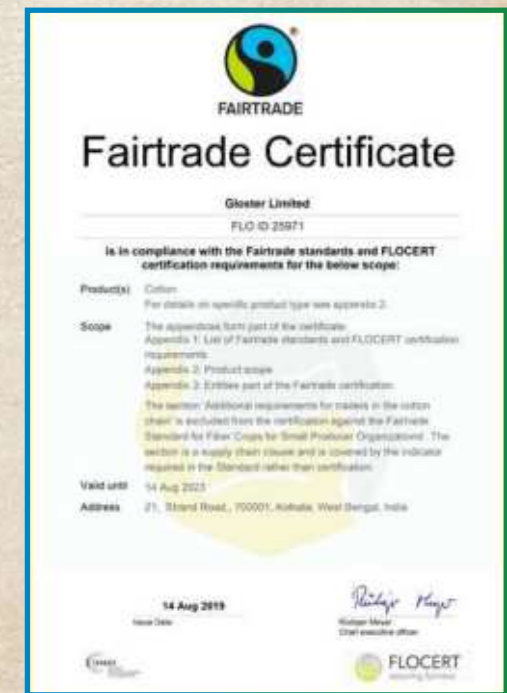 FAIRTRADE
Fairtrade Certificate
Gloster Limited
FLO ID 25971
is in compliance with the Fairtrade standards and FLOCERT
certification requirements for the below scope:
Product(s) Cotton
For details on specific product type see appendix 2.
Scope The appendices form part of the certificate.
Appendix 1: List of Fairtrade standards and FLOCERT certification
requirements
Appendix 2: Product scope
Appendix 3: Entities part of the Fairtrade certification.
The section 'Additional requirements for traders in the cotton
chain' is excluded from the certification against the Fairtrade
Standard for Fiber Crops for Small Producer Organizations. The
section is a supply chain clause and is covered by the indicator
required in the Standard rather than certification.
Valid until 14 Aug 2023
Address 21, Strand Road,, 700001, Kolkata, West Bengal, India
14 Aug 2019
Issue Date
Rüdiger Meyer
Chief executive officer
FLOCERT